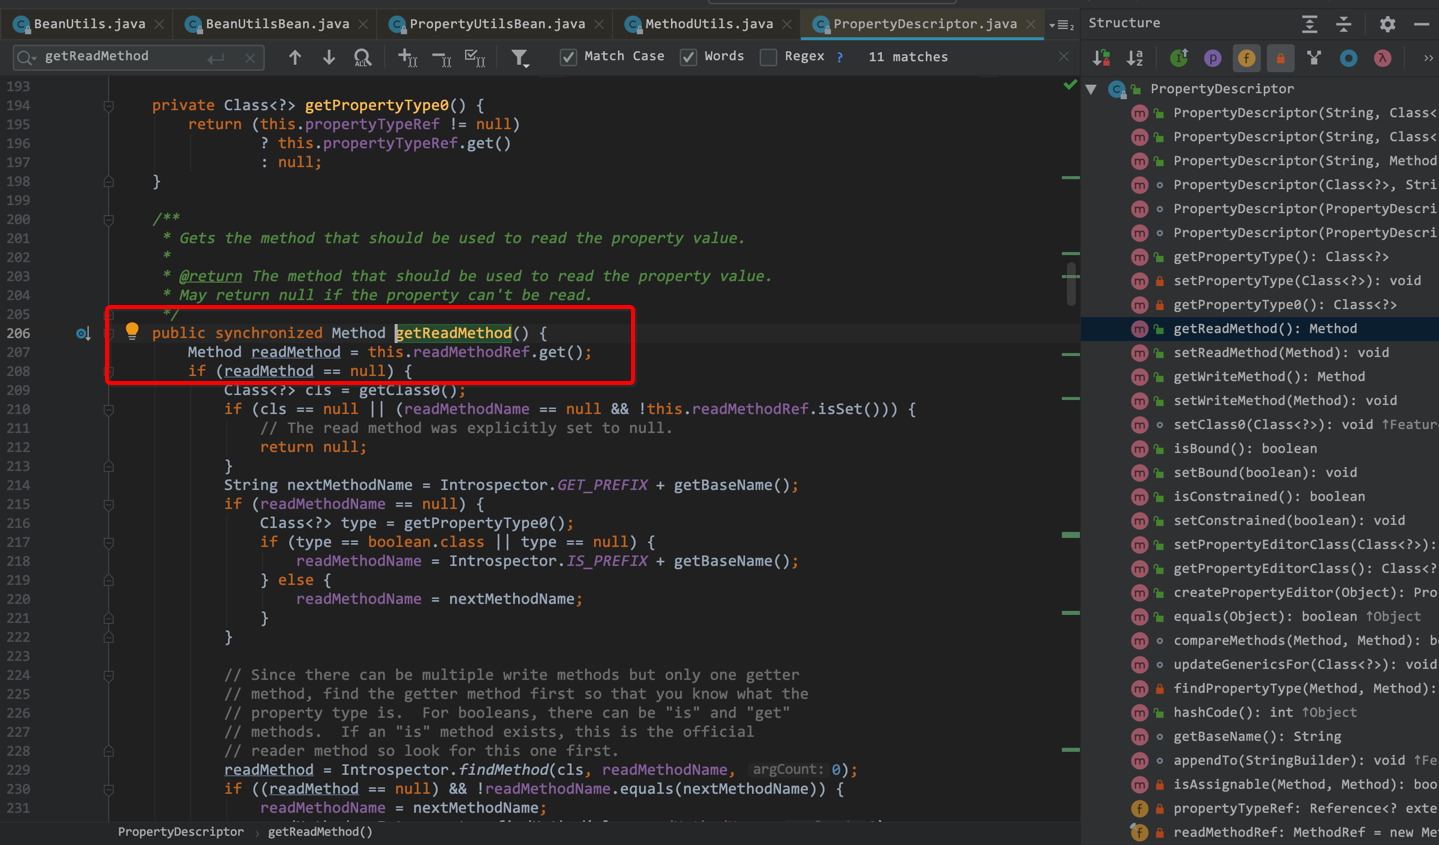 BeanUtils.java
BeanUtilsBean.java
PropertyUtilsBean.java
MethodUtils.java
PropertyDescriptor.java
Structure
getReadMethod
Match Case
Words
Regex
?
11 matches
193
194 private Class<?> getPropertyType0() {
195 return (this.propertyTypeRef != null)
196 ? this.propertyTypeRef.get()
197 : null;
198 }
199
200 /**
201 * Gets the method that should be used to read the property value.
202 *
203 * @return The method that should be used to read the property value.
204 * May return null if the property can't be read.
205 */
206 public synchronized Method getReadMethod() {
207 Method readMethod = this.readMethodRef.get();
208 if (readMethod == null) {
209 Class<?> cls = getClass0();
210 if (cls == null || (readMethodName == null && !this.readMethodRef.isSet())) {
211 // The read method was explicitly set to null.
212 return null;
213 }
214 String nextMethodName = Introspector.GET_PREFIX + getBaseName();
215 if (readMethodName == null) {
216 Class<?> type = getPropertyType0();
217 if (type == boolean.class || type == null) {
218 readMethodName = Introspector.IS_PREFIX + getBaseName();
219 } else {
220 readMethodName = nextMethodName;
221 }
222 }
223
224 // Since there can be multiple write methods but only one getter
225 // method, find the getter method first so that you know what the
226 // property type is.  For booleans, there can be "is" and "get"
227 // methods.  If an "is" method exists, this is the official
228 // reader method so look for this one first.
229 readMethod = Introspector.findMethod(cls, readMethodName, argCount: 0);
230 if ((readMethod == null) && !readMethodName.equals(nextMethodName)) {
231 readMethodName = nextMethodName;
PropertyDescriptor › getReadMethod()
PropertyDescriptor
PropertyDescriptor(String, Class<
PropertyDescriptor(String, Class<
PropertyDescriptor(String, Method
PropertyDescriptor(Class<?>, Stri
PropertyDescriptor(PropertyDescri
PropertyDescriptor(PropertyDescri
getPropertyType(): Class<?>
setPropertyType(Class<?>): void
getPropertyType0(): Class<?>
getReadMethod(): Method
setReadMethod(Method): void
getWriteMethod(): Method
setWriteMethod(Method): void
setClass0(Class<?>): void ↑Featur
isBound(): boolean
setBound(boolean): void
isConstrained(): boolean
setConstrained(boolean): void
setPropertyEditorClass(Class<?>):
getPropertyEditorClass(): Class<?
createPropertyEditor(Object): Pro
equals(Object): boolean ↑Object
compareMethods(Method, Method): b
updateGenericsFor(Class<?>): void
findPropertyType(Method, Method):
hashCode(): int ↑Object
getBaseName(): String
appendTo(StringBuilder): void ↑Fe
isAssignable(Method, Method): boo
propertyTypeRef: Reference<? exte
readMethodRef: MethodRef = new Me